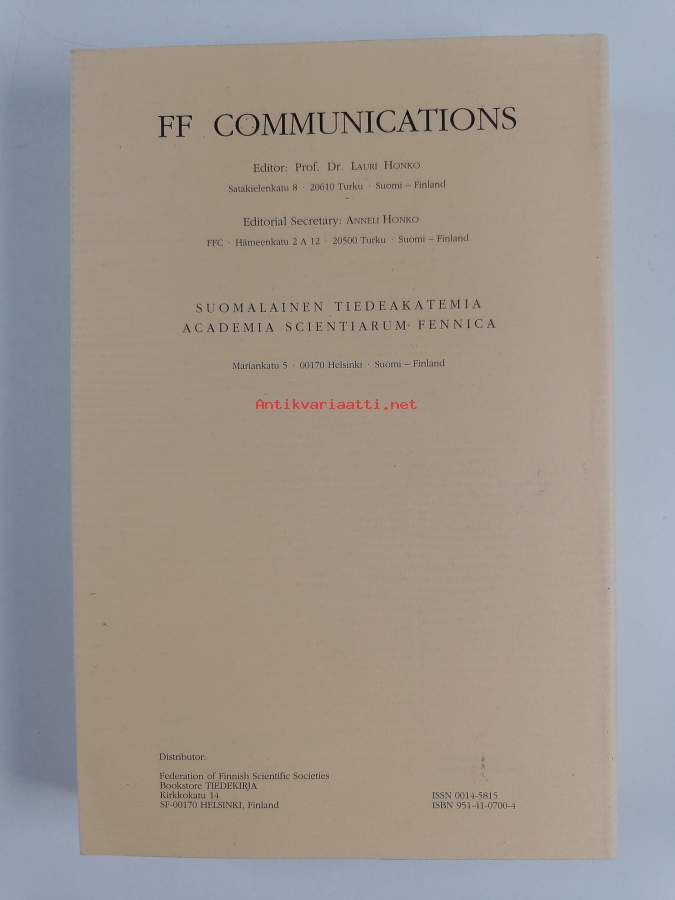 FF COMMUNICATIONS
Editor: Prof. Dr. LAURI HONKO
Satakielenkatu 8 · 20610 Turku · Suomi – Finland
Editorial Secretary: ANNELI HONKO
FFC · Hämeenkatu 2 A 12 · 20500 Turku · Suomi – Finland
SUOMALAINEN TIEDEAKATEMIA
ACADEMIA SCIENTIARUM FENNICA
Mariankatu 5 · 00170 Helsinki · Suomi – Finland
Antikvariaatti.net
Distributor:
Federation of Finnish Scientific Societies
Bookstore TIEDEKIRJA
Kirkkokatu 14
SF-00170 HELSINKI, Finland
ISSN 0014-5815
ISBN 951-41-0700-4